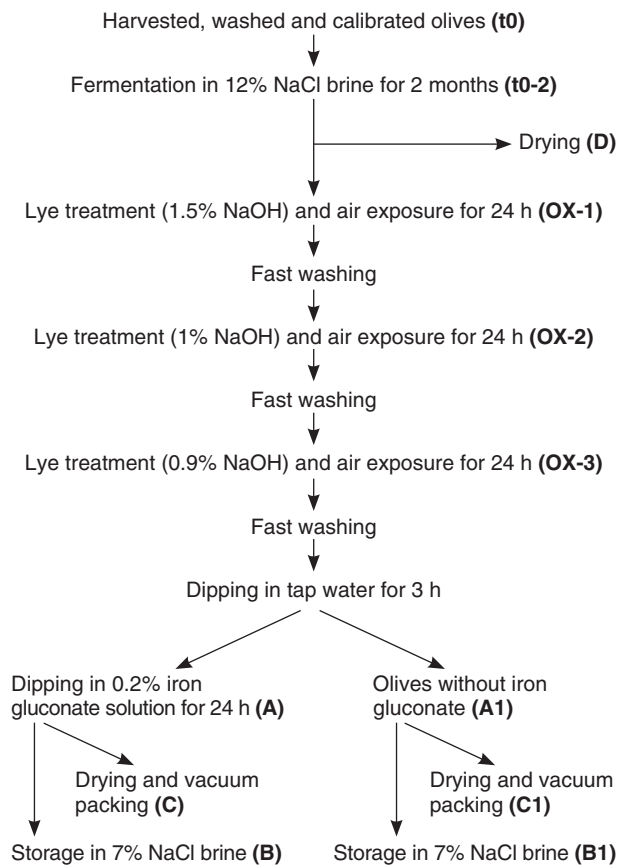 Harvested, washed and calibrated olives (t0)
Fermentation in 12% NaCl brine for 2 months (t0-2)
Drying (D)
Lye treatment (1.5% NaOH) and air exposure for 24 h (OX-1)
Fast washing
Lye treatment (1% NaOH) and air exposure for 24 h (OX-2)
Fast washing
Lye treatment (0.9% NaOH) and air exposure for 24 h (OX-3)
Fast washing
Dipping in tap water for 3 h
Dipping in 0.2% iron
gluconate solution for 24 h (A)
Olives without iron
gluconate (A1)
Drying and vacuum
packing (C)
Drying and vacuum
packing (C1)
Storage in 7% NaCl brine (B)
Storage in 7% NaCl brine (B1)